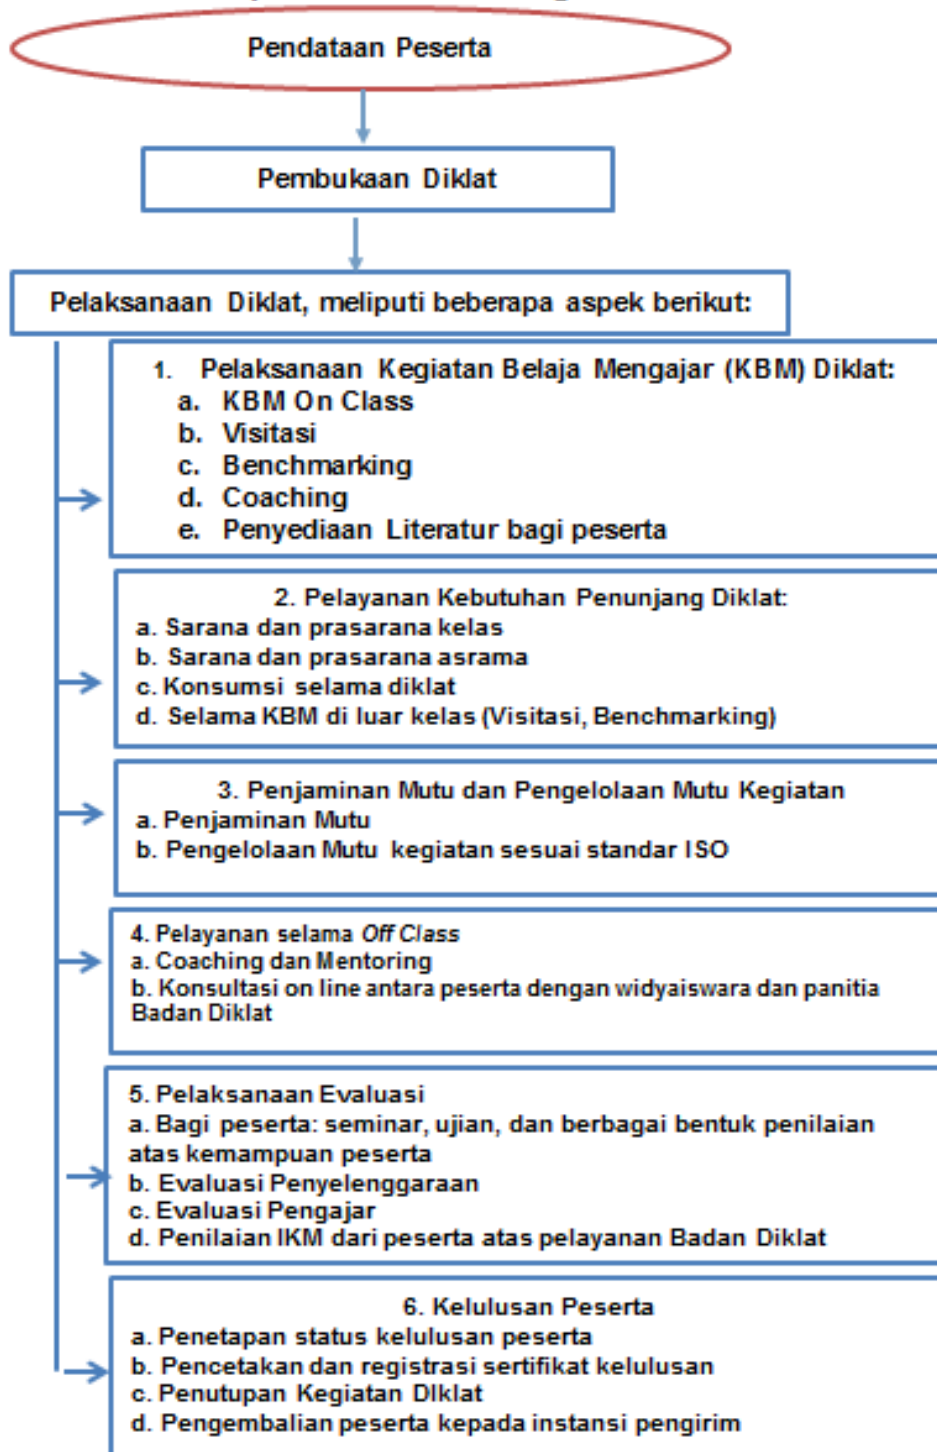 Pendataan Peserta
Pembukaan Diklat
Pelaksanaan Diklat, meliputi beberapa aspek berikut:
1. Pelaksanaan Kegiatan Belaja Mengajar (KBM) Diklat:
a. KBM On Class
b. Visitasi
c. Benchmarking
d. Coaching
e. Penyediaan Literatur bagi peserta
2. Pelayanan Kebutuhan Penunjang Diklat:
a. Sarana dan prasarana kelas
b. Sarana dan prasarana asrama
c. Konsumsi selama diklat
d. Selama KBM di luar kelas (Visitasi, Benchmarking)
3. Penjaminan Mutu dan Pengelolaan Mutu Kegiatan
a. Penjaminan Mutu
b. Pengelolaan Mutu kegiatan sesuai standar ISO
4. Pelayanan selama Off Class
a. Coaching dan Mentoring
b. Konsultasi on line antara peserta dengan widyaiswara dan panitia
Badan Diklat
5. Pelaksanaan Evaluasi
a. Bagi peserta: seminar, ujian, dan berbagai bentuk penilaian
atas kemampuan peserta
b. Evaluasi Penyelenggaraan
c. Evaluasi Pengajar
d. Penilaian IKM dari peserta atas pelayanan Badan Diklat
6. Kelulusan Peserta
a. Penetapan status kelulusan peserta
b. Pencetakan dan registrasi sertifikat kelulusan
c. Penutupan Kegiatan DIklat
d. Pengembalian peserta kepada instansi pengirim